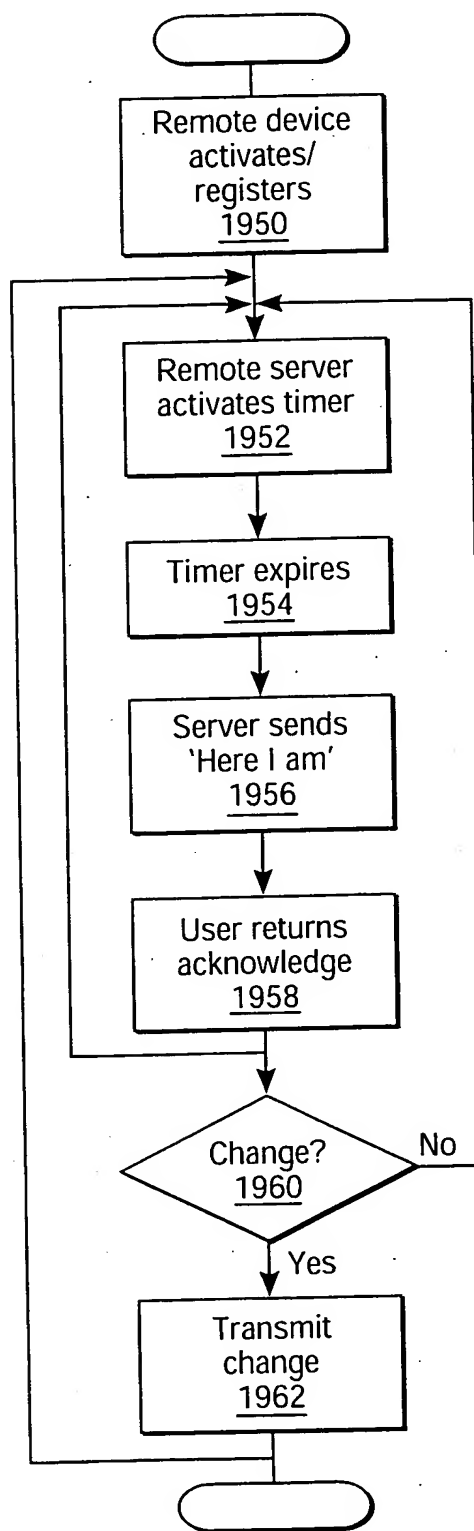 Remote device
activates/
registers
1950
Remote server
activates timer
1952
Timer expires
1954
Server sends
'Here I am'
1956
User returns
acknowledge
1958
Change?
1960
No
Yes
Transmit
change
1962